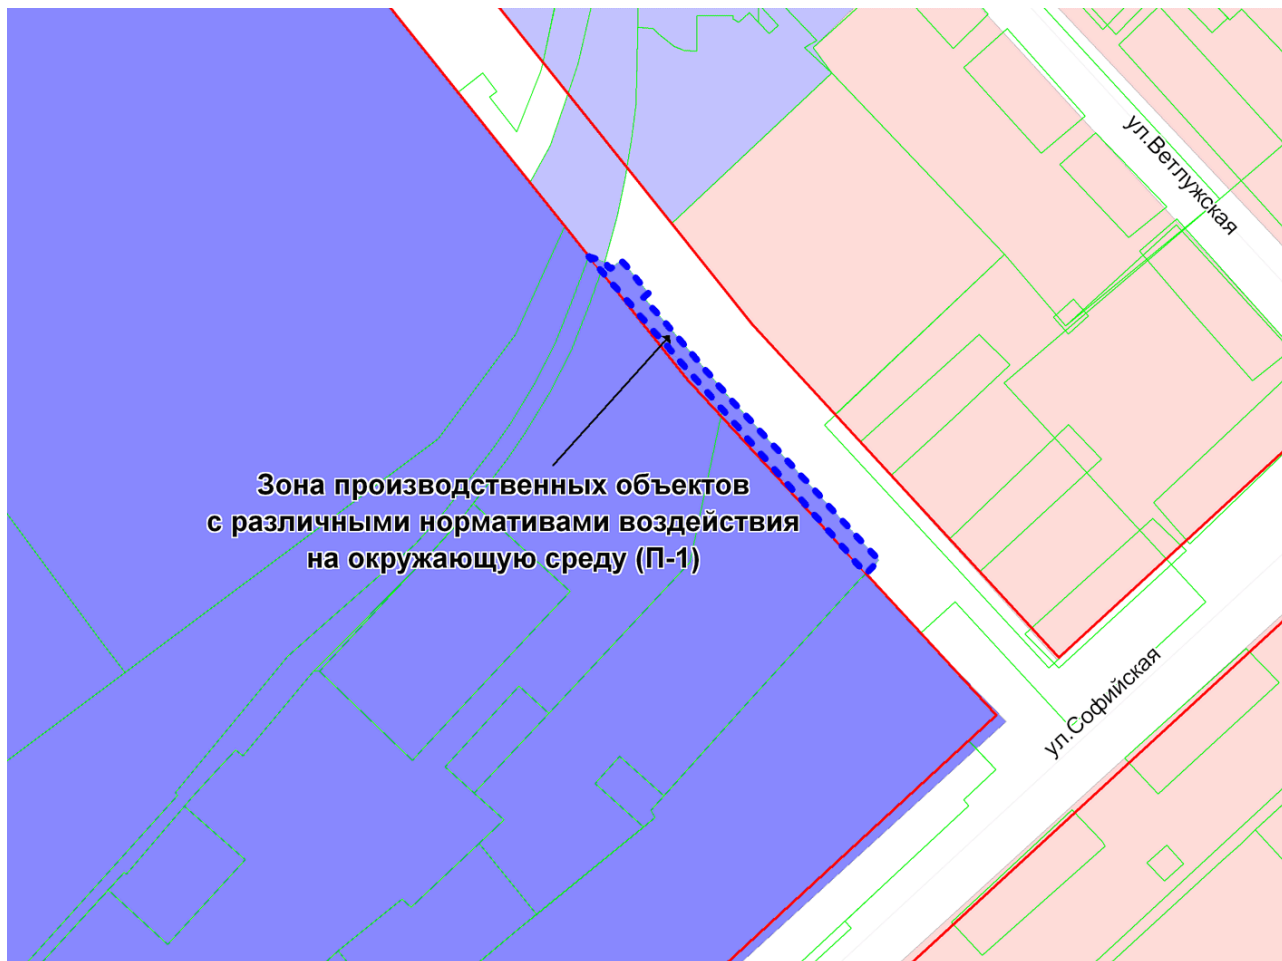 ул.Ветлужская
Зона производственных объектов
с различными нормативами воздействия
на окружающую среду (П-1)
ул.Софийская